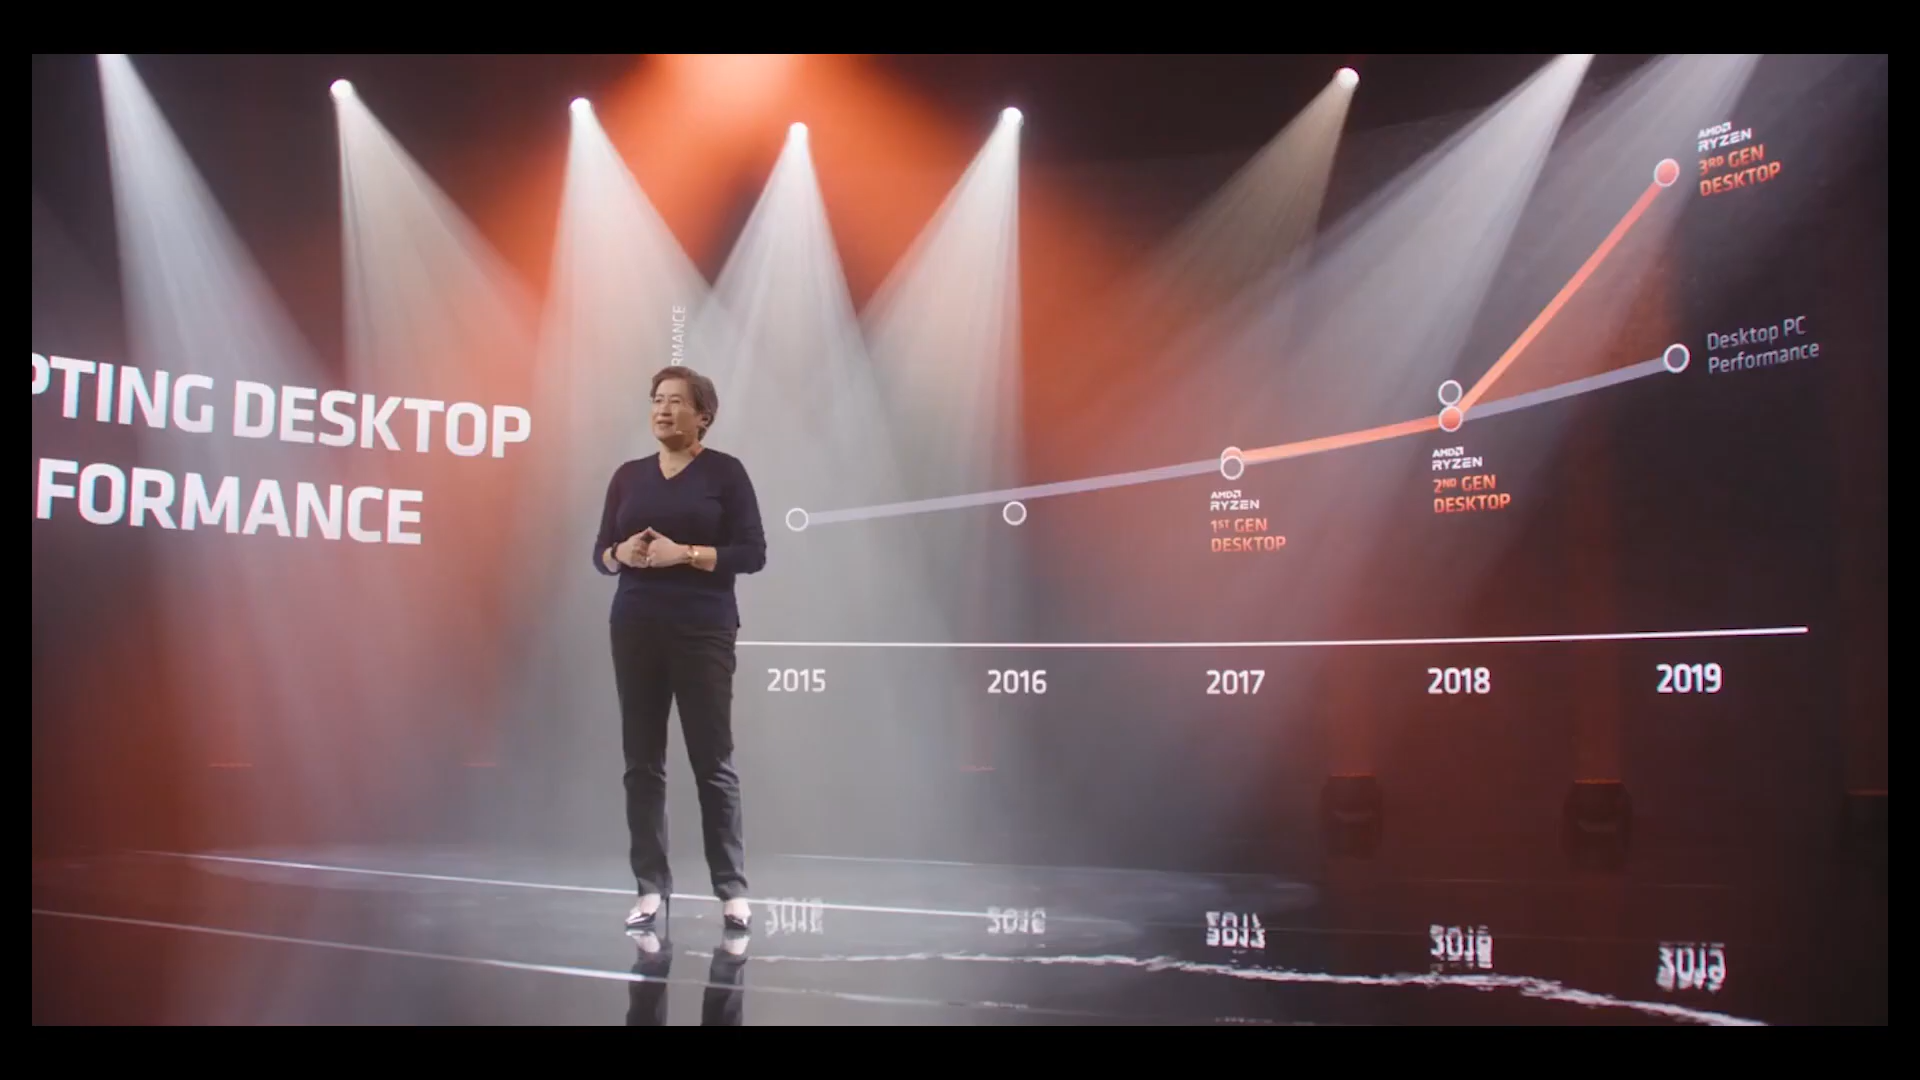 PTING DESKTOP
FORMANCE
RMANCE
AMD
RYZEN
3RD GEN
DESKTOP
Desktop PC
Performance
AMD
RYZEN
1ST GEN
DESKTOP
AMD
RYZEN
2ND GEN
DESKTOP
2015
2016
2017
2018
2019